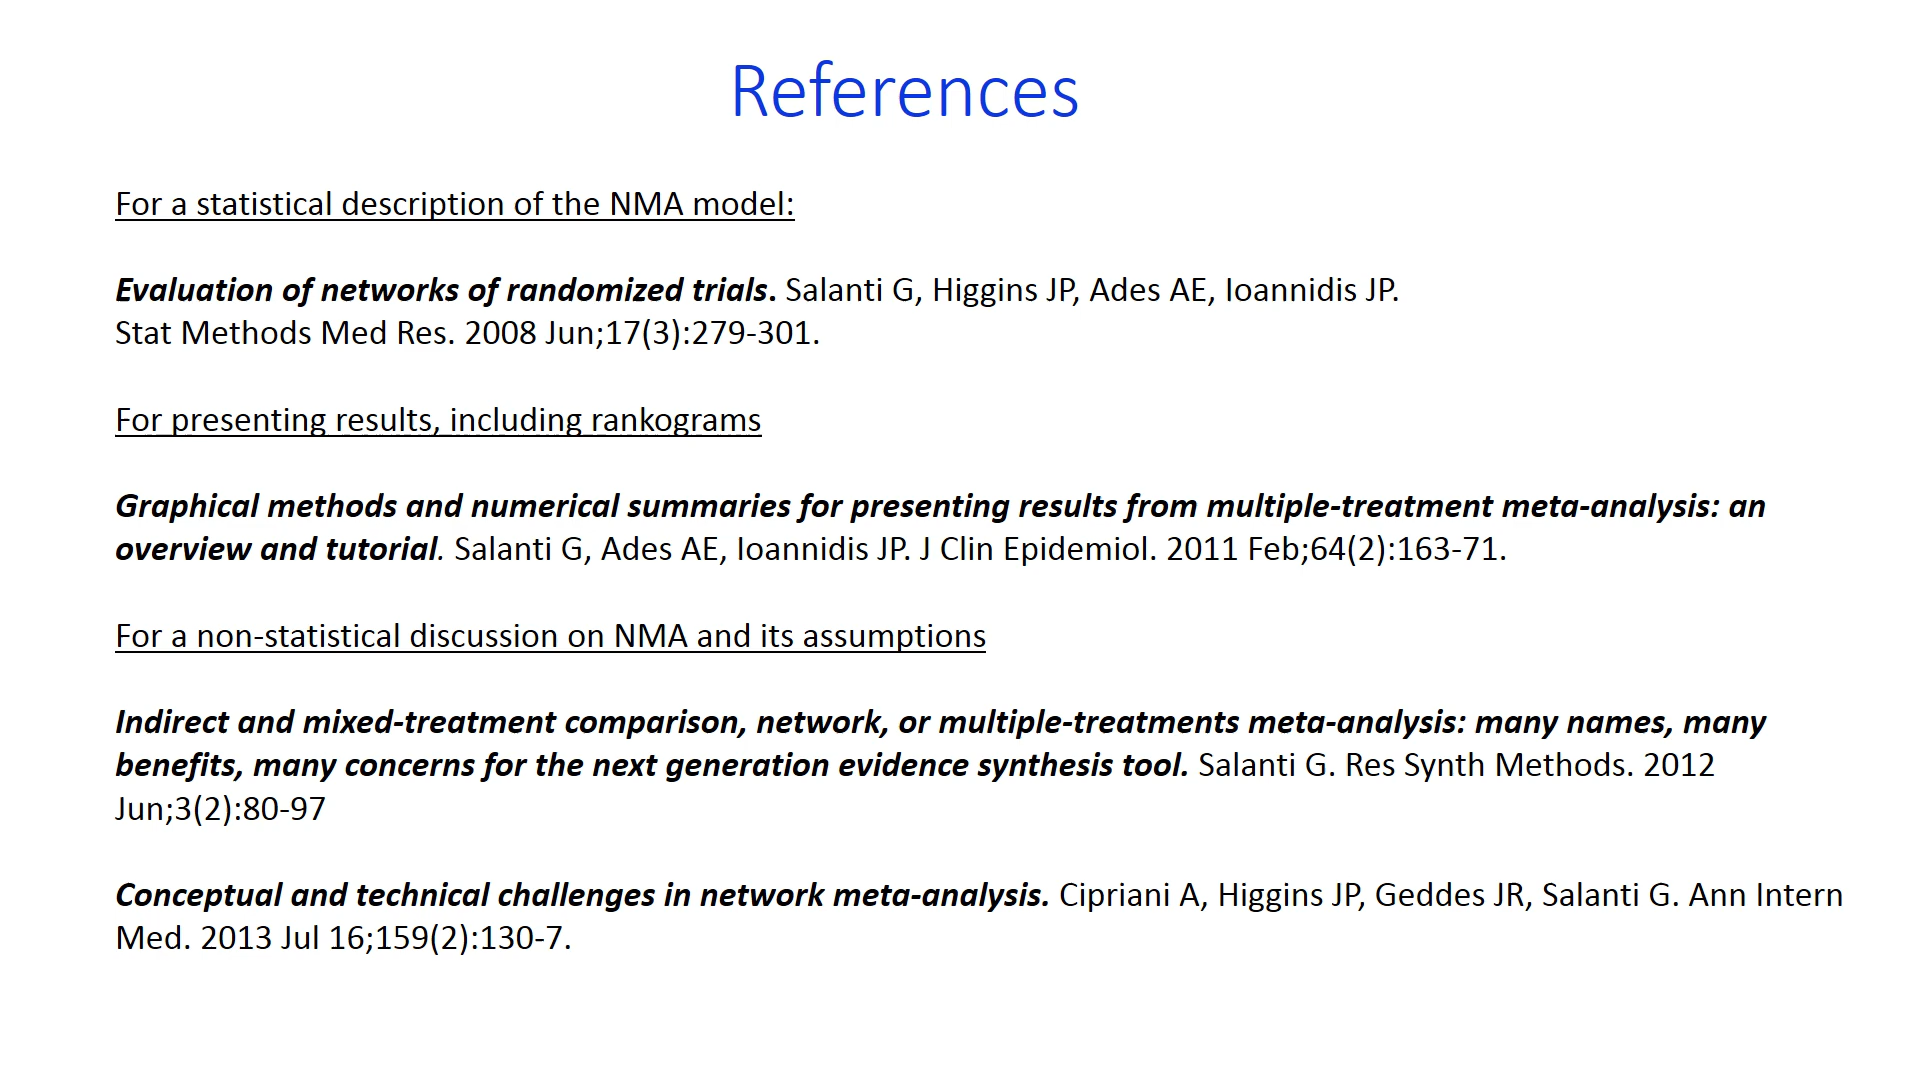 References
For a statistical description of the NMA model:
Evaluation of networks of randomized trials. Salanti G, Higgins JP, Ades AE, Ioannidis JP.
Stat Methods Med Res. 2008 Jun;17(3):279-301.
For presenting results, including rankograms
Graphical methods and numerical summaries for presenting results from multiple-treatment meta-analysis: an
overview and tutorial. Salanti G, Ades AE, Ioannidis JP. J Clin Epidemiol. 2011 Feb;64(2):163-71.
For a non-statistical discussion on NMA and its assumptions
Indirect and mixed-treatment comparison, network, or multiple-treatments meta-analysis: many names, many
benefits, many concerns for the next generation evidence synthesis tool. Salanti G. Res Synth Methods. 2012
Jun;3(2):80-97
Conceptual and technical challenges in network meta-analysis. Cipriani A, Higgins JP, Geddes JR, Salanti G. Ann Intern
Med. 2013 Jul 16;159(2):130-7.